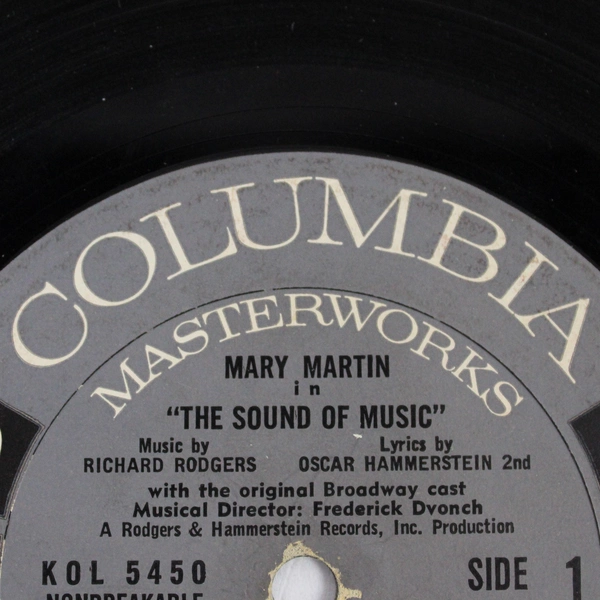 COLUMBIA
MASTERWORKS
MARY MARTIN
in
"THE SOUND OF MUSIC"
Music by Lyrics by
RICHARD RODGERS OSCAR HAMMERSTEIN 2nd
with the original Broadway cast
Musical Director: Frederick Dvonch
A Rodgers & Hammerstein Records, Inc. Production
KOL 5450 SIDE 1
NONBREAKABLE